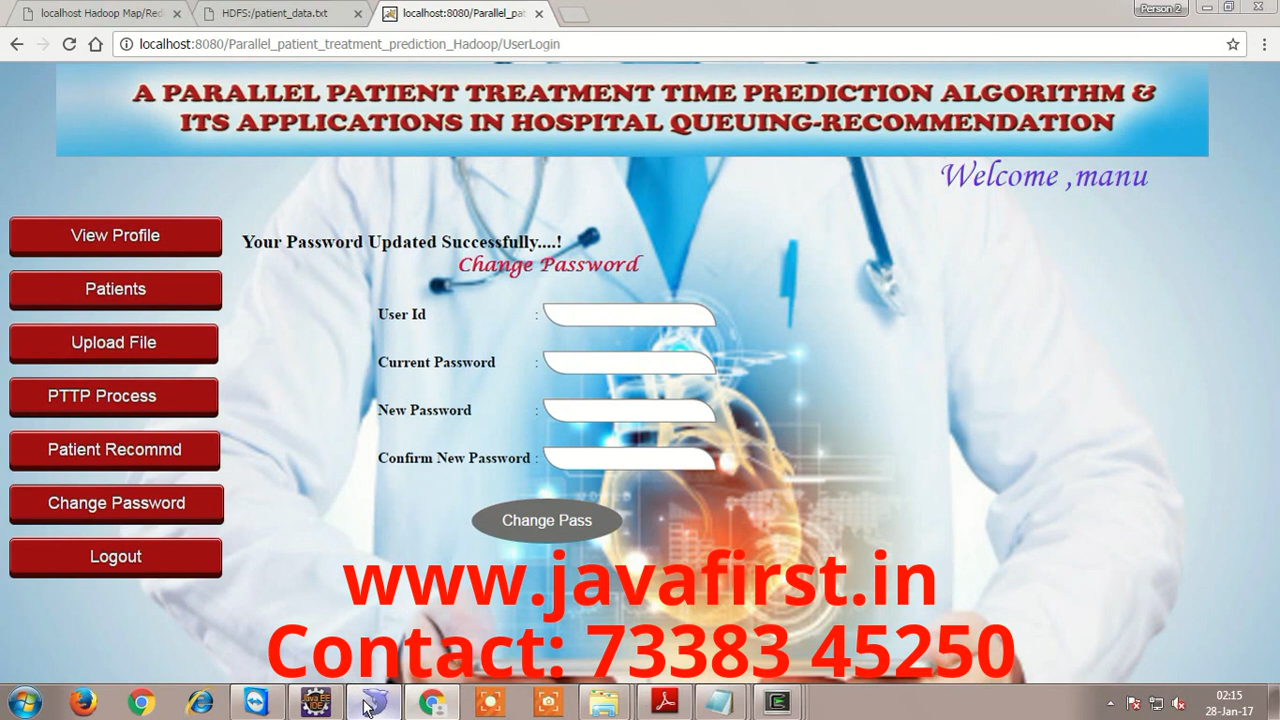 localhost Hadoop Map/Red
HDFS:/patient_data.txt
localhost:8080/Parallel_pat
Person 2
localhost:8080/Parallel_patient_treatment_prediction_Hadoop/UserLogin
A PARALLEL PATIENT TREATMENT TIME PREDICTION ALGORITHM &
ITS APPLICATIONS IN HOSPITAL QUEUING-RECOMMENDATION
Welcome ,manu
View Profile
Patients
Upload File
PTTP Process
Patient Recommd
Change Password
Logout
Your Password Updated Successfully....!
Change Password
User Id :
Current Password :
New Password :
Confirm New Password :
Change Pass
www.javafirst.in
Contact: 73383 45250
Java EE
IDE
02:15
28-Jan-17